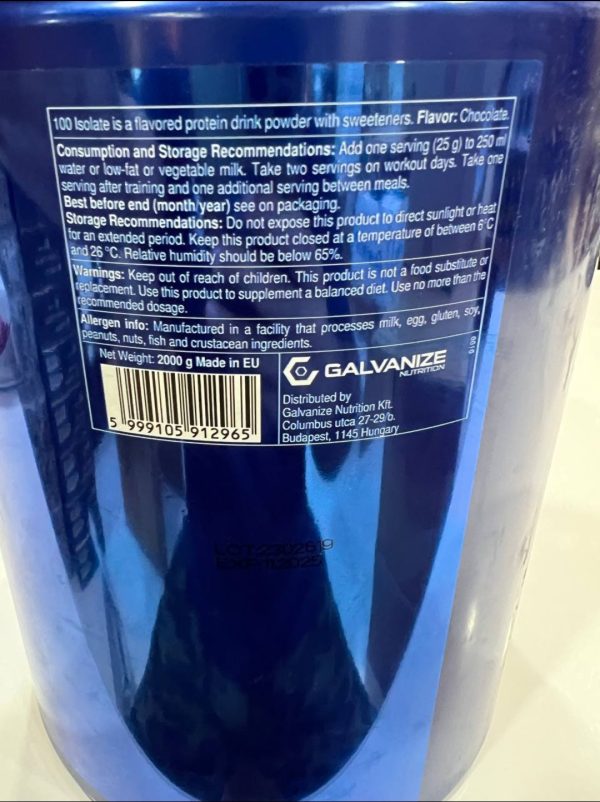 100 Isolate is a flavored protein drink powder with sweeteners. Flavor: Chocolate.
Consumption and Storage Recommendations: Add one serving (25 g) to 250 ml
water or low-fat or vegetable milk. Take two servings on workout days. Take one
serving after training and one additional serving between meals.
Best before end (month/year) see on packaging.
Storage Recommendations: Do not expose this product to direct sunlight or heat
for an extended period. Keep this product closed at a temperature of between 6°C
and 26 °C. Relative humidity should be below 65%.
Warnings: Keep out of reach of children. This product is not a food substitute or
replacement. Use this product to supplement a balanced diet. Use no more than the
recommended dosage.
Allergen info: Manufactured in a facility that processes milk, egg, gluten, soy,
peanuts, nuts, fish and crustacean ingredients.
Net Weight: 2000 g Made in EU
5 999105 912965
GALVANIZE
NUTRITION
Distributed by
Galvanize Nutrition Kft.
Columbus utca 27-29/b.
Budapest, 1145 Hungary
EXP:11.2025